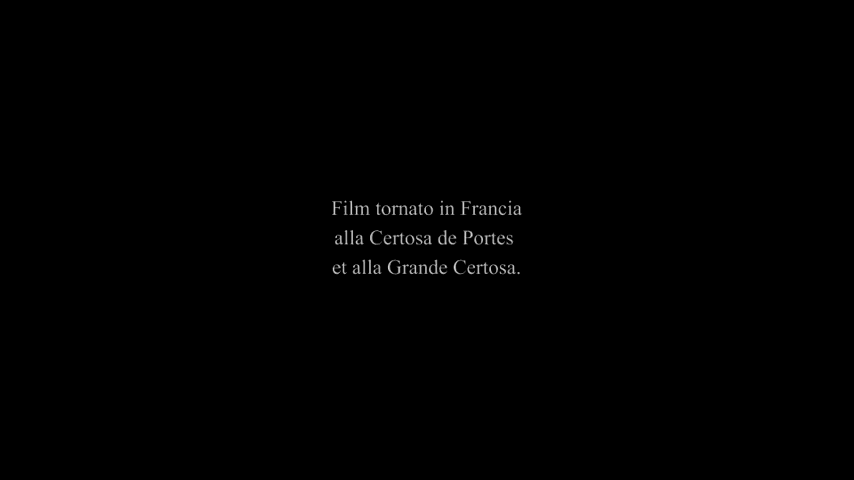 Film tornato in Francia
alla Certosa de Portes
et alla Grande Certosa.